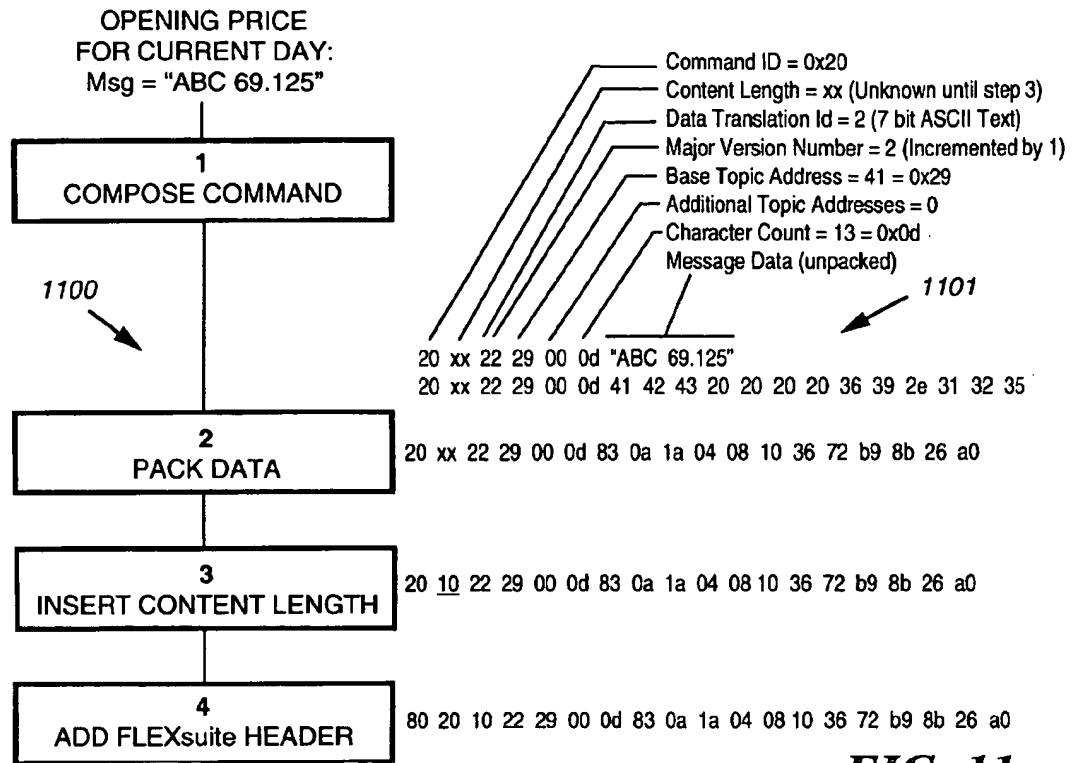 OPENING PRICE
FOR CURRENT DAY:
Msg = "ABC 69.125"
1
COMPOSE COMMAND
Command ID = 0x20
Content Length = xx (Unknown until step 3)
Data Translation Id = 2 (7 bit ASCII Text)
Major Version Number = 2 (Incremented by 1)
Base Topic Address = 41 = 0x29
Additional Topic Addresses = 0
Character Count = 13 = 0x0d
Message Data (unpacked)
1100
1101
20 xx 22 29 00 0d "ABC 69.125"
20 xx 22 29 00 0d 41 42 43 20 20 20 20 36 39 2e 31 32 35
2
PACK DATA
20 xx 22 29 00 0d 83 0a 1a 04 08 10 36 72 b9 8b 26 a0
3
INSERT CONTENT LENGTH
20 10 22 29 00 0d 83 0a 1a 04 08 10 36 72 b9 8b 26 a0
4
ADD FLEXsuite HEADER
80 20 10 22 29 00 0d 83 0a 1a 04 08 10 36 72 b9 8b 26 a0